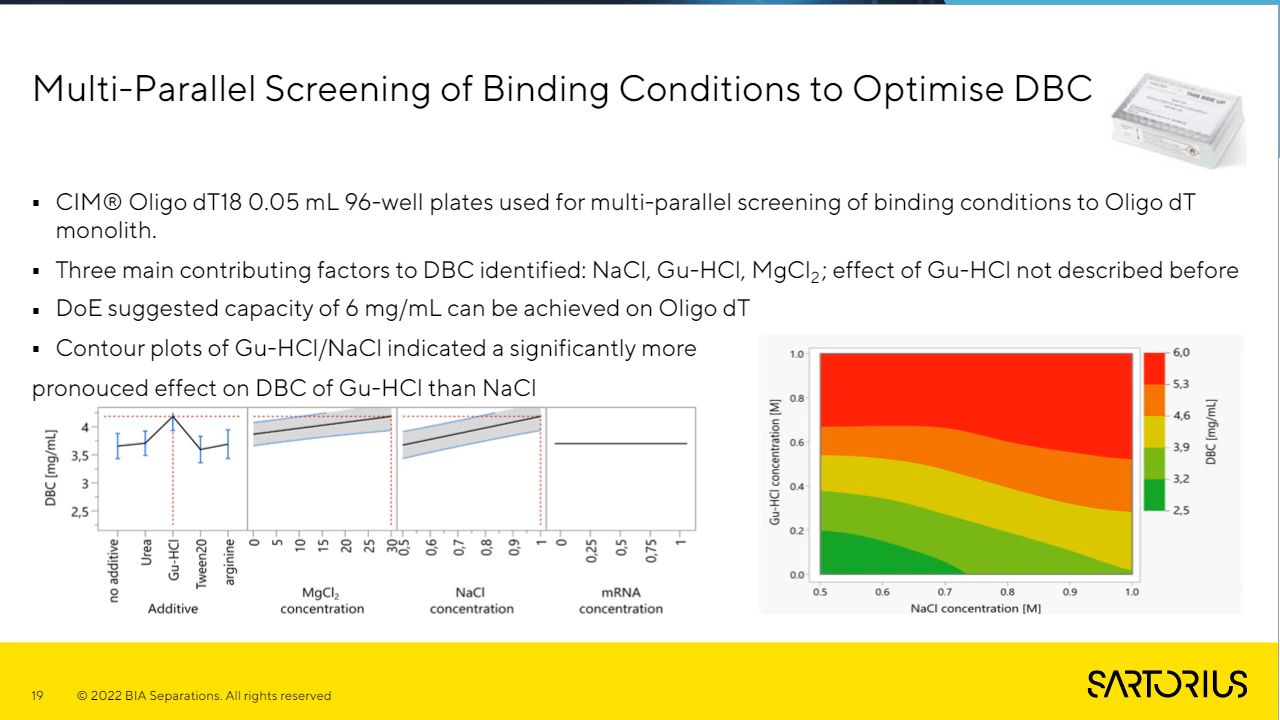 Multi-Parallel Screening of Binding Conditions to Optimise DBC
THIS SIDE UP
▪ CIM® Oligo dT18 0.05 mL 96-well plates used for multi-parallel screening of binding conditions to Oligo dT
monolith.
▪ Three main contributing factors to DBC identified: NaCl, Gu-HCl, MgCl₂; effect of Gu-HCl not described before
▪ DoE suggested capacity of 6 mg/mL can be achieved on Oligo dT
▪ Contour plots of Gu-HCl/NaCl indicated a significantly more
pronouced effect on DBC of Gu-HCl than NaCl
DBC [mg/mL]
4
3,5
3
2,5
no additive Urea Gu-HCl Tween20 arginine
Additive
0 5 10 15 20 25 30
MgCl₂
concentration
0,5 0,6 0,7 0,8 0,9 1
NaCl
concentration
0 0,25 0,5 0,75 1
mRNA
concentration
Gu-HCl concentration [M]
1.0
0.8
0.6
0.4
0.2
0.0
0.5 0.6 0.7 0.8 0.9 1.0
NaCl concentration [M]
6,0
5,3
4,6
3,9
3,2
2,5
DBC [mg/mL]
19 © 2022 BIA Separations. All rights reserved
SARTORIUS